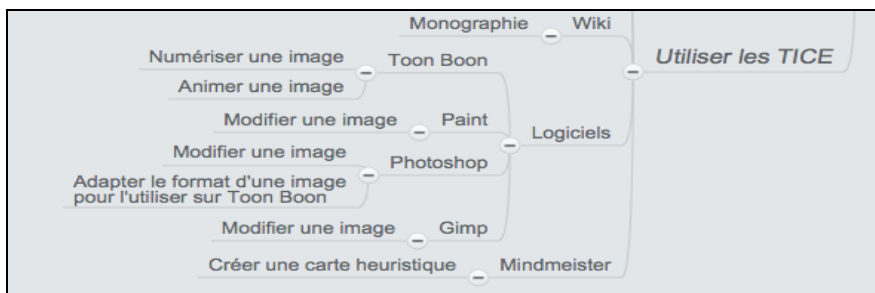 Monographie
Wiki
Utiliser les TICE
Numériser une image
Toon Boon
Animer une image
Modifier une image
Paint
Logiciels
Modifier une image
Photoshop
Adapter le format d'une image
pour l'utiliser sur Toon Boon
Modifier une image
Gimp
Créer une carte heuristique
Mindmeister